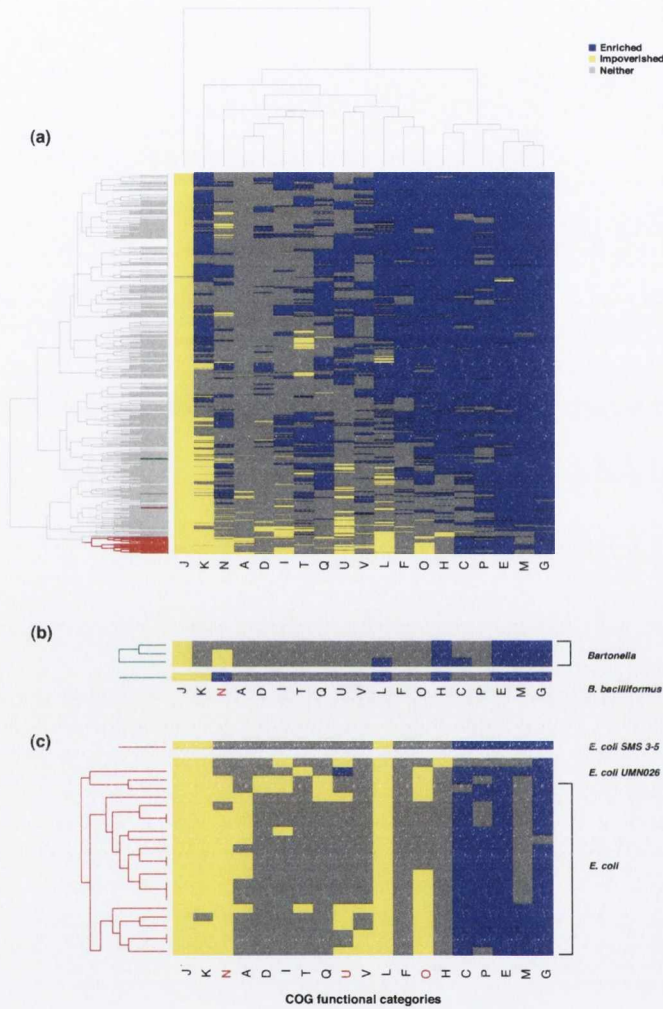 Enriched
Impoverished
Neither
(a)
J K N A D I T Q U V L F O H C P E M G
(b)
Bartonella
B. bacilliformus
J K N A D I T Q U V L F O H C P E M G
(c)
E. coli SMS 3-5
E. coli UMN026
E. coli
J K N A D I T Q U V L F O H C P E M G
COG functional categories